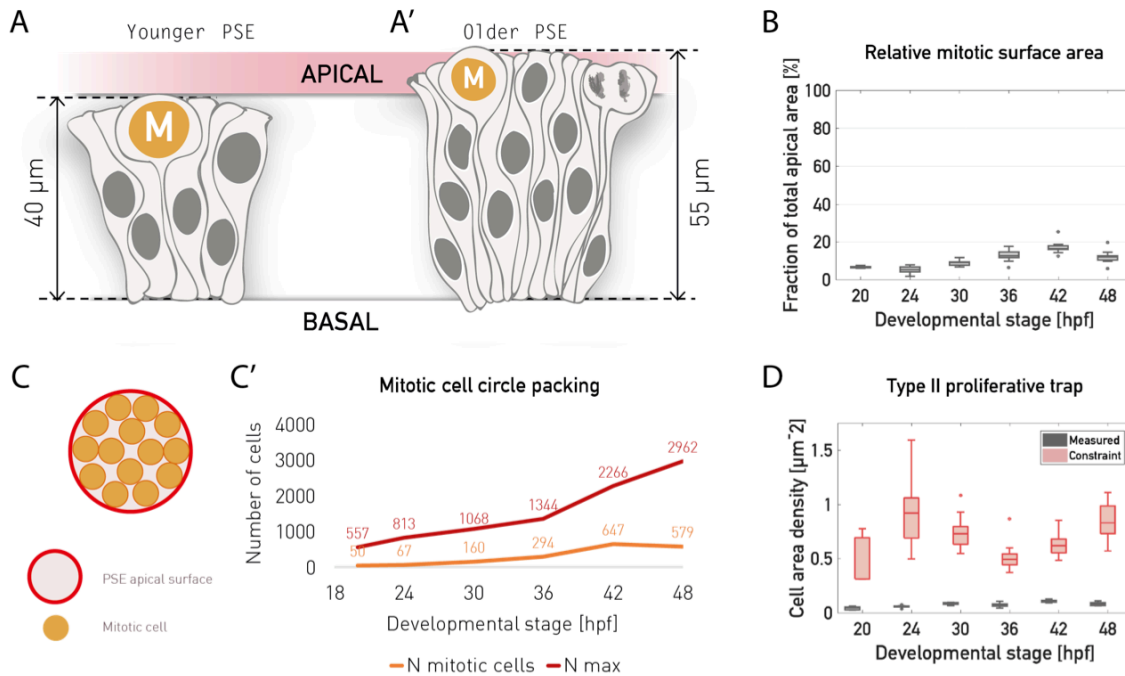 A
Younger PSE
A'
Older PSE
APICAL
M
M
40 µm
55 µm
BASAL
B
Relative mitotic surface area
Fraction of total apical area [%]
100
80
60
40
20
0
20 24 30 36 42 48
Developmental stage [hpf]
C
PSE apical surface
Mitotic cell
C'
Mitotic cell circle packing
Number of cells
4000
3000
2000
1000
0
557 813 1068 1344 2266 2962
50 67 160 294 647 579
18 24 30 36 42 48
Developmental stage [hpf]
N mitotic cells N max
D
Type II proliferative trap
Cell area density [µm^-2]
1.5
1
0.5
0
Measured
Constraint
20 24 30 36 42 48
Developmental stage [hpf]